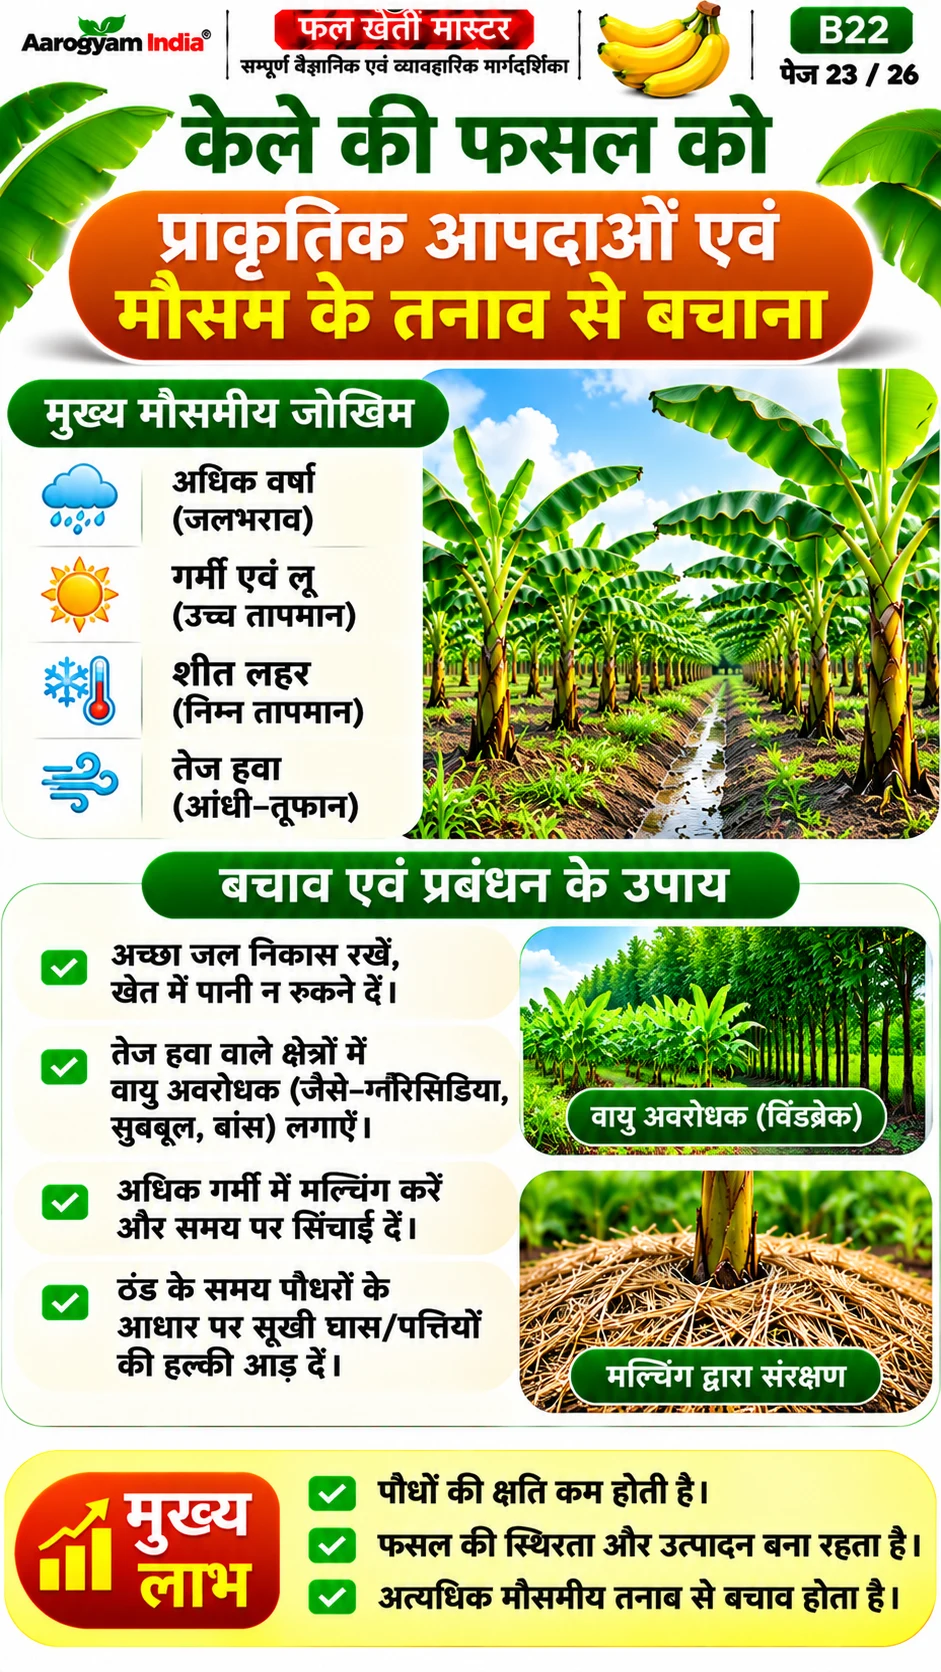 Aarogyam India®
फल खेती मास्टर
सम्पूर्ण वैज्ञानिक एवं व्यावहारिक मार्गदर्शिका
B22
पेज 23 / 26
केले की फसल को
प्राकृतिक आपदाओं एवं
मौसम के तनाव से बचाना
मुख्य मौसमीय जोखिम
अधिक वर्षा
(जलभराव)
गर्मी एवं लू
(उच्च तापमान)
शीत लहर
(निम्न तापमान)
तेज हवा
(आंधी–तूफान)
बचाव एवं प्रबंधन के उपाय
अच्छा जल निकास रखें,
खेत में पानी न रुकने दें।
तेज हवा वाले क्षेत्रों में
वायु अवरोधक (जैसे–
सुबबूल, बांस) लगाऐं।
वायु अवरोधक (विंडब्रेक)
अधिक गर्मी में मल्चिंग करें
और समय पर सिंचाई दें।
ठंड के समय पौधरों के
आधार पर सूखी घास/पत्तियों
की हल्की आड़ दें।
मल्चिंग द्वारा संरक्षण
मुख्य
लाभ
पौधों की क्षति कम होती है।
फसल की स्थिरता और उत्पादन बना रहता है।
अत्यधिक मौसमीय तनाब से बचाव होता है।